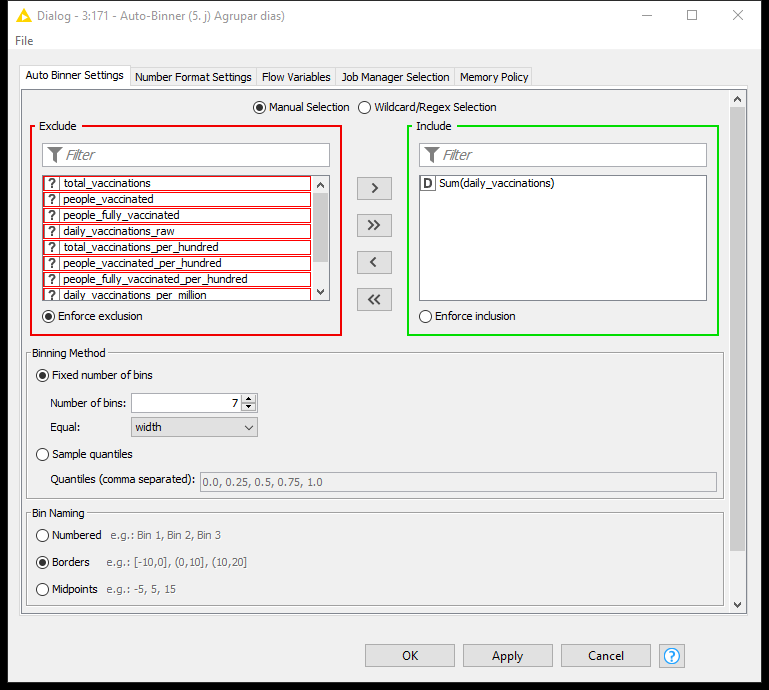 Dialog - 3:171 - Auto-Binner (5. j) Agrupar dias)
File
Auto Binner Settings Number Format Settings Flow Variables Job Manager Selection Memory Policy
Manual Selection Wildcard/Regex Selection
Exclude
Filter
? total_vaccinations
? people_vaccinated
? people_fully_vaccinated
? daily_vaccinations_raw
? total_vaccinations_per_hundred
? people_vaccinated_per_hundred
? people_fully_vaccinated_per_hundred
? daily_vaccinations_per_million
Enforce exclusion
>
>>
<
<<
Include
Filter
D Sum(daily_vaccinations)
Enforce inclusion
Binning Method
Fixed number of bins
Number of bins: 7
Equal: width
Sample quantiles
Quantiles (comma separated): 0.0, 0.25, 0.5, 0.75, 1.0
Bin Naming
Numbered e.g.: Bin 1, Bin 2, Bin 3
Borders e.g.: [-10,0], (0,10], (10,20]
Midpoints e.g.: -5, 5, 15
OK Apply Cancel ?